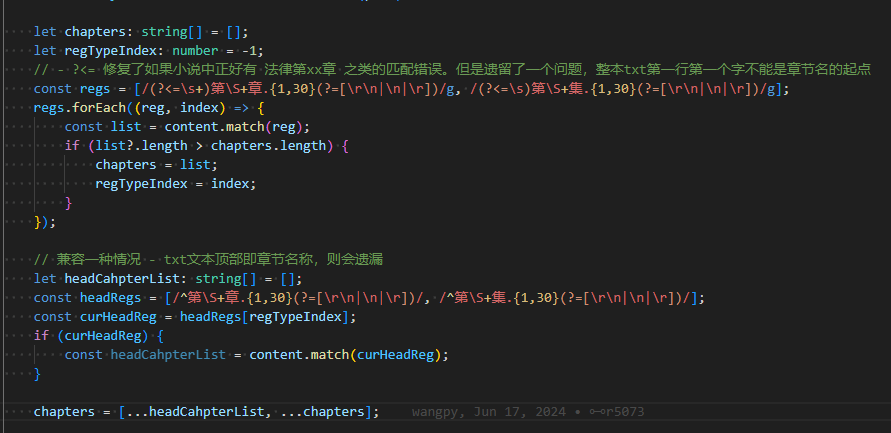 let chapters: string[] = [];
let regTypeIndex: number = -1;
// - ?<= 修复了如果小说中正好有 法律第xx章 之类的匹配错误。但是遗留了一个问题，整本txt第一行第一个字不能是章节名的起点
const regs = [/(?<=\s+)第\S+章.{1,30}(?=[\r\n|\n|\r])/g, /(?<=\s)第\S+集.{1,30}(?=[\r\n|\n|\r])/g];
regs.forEach((reg, index) => {
const list = content.match(reg);
if (list?.length > chapters.length) {
chapters = list;
regTypeIndex = index;
}
});
// 兼容一种情况 - txt文本顶部即章节名称，则会遗漏
let headCahpterList: string[] = [];
const headRegs = [/^第\S+章.{1,30}(?=[\r\n|\n|\r])/, /^第\S+集.{1,30}(?=[\r\n|\n|\r])/];
const curHeadReg = headRegs[regTypeIndex];
if (curHeadReg) {
const headCahpterList = content.match(curHeadReg);
}
chapters = [...headCahpterList, ...chapters]; wangpy, Jun 17, 2024 • r5073